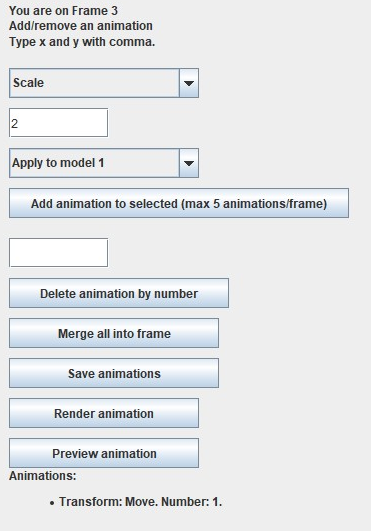 You are on Frame 3
Add/remove an animation
Type x and y with comma.
Scale
2
Apply to model 1
Add animation to selected (max 5 animations/frame)
Delete animation by number
Merge all into frame
Save animations
Render animation
Preview animation
Animations:
• Transform: Move. Number: 1.